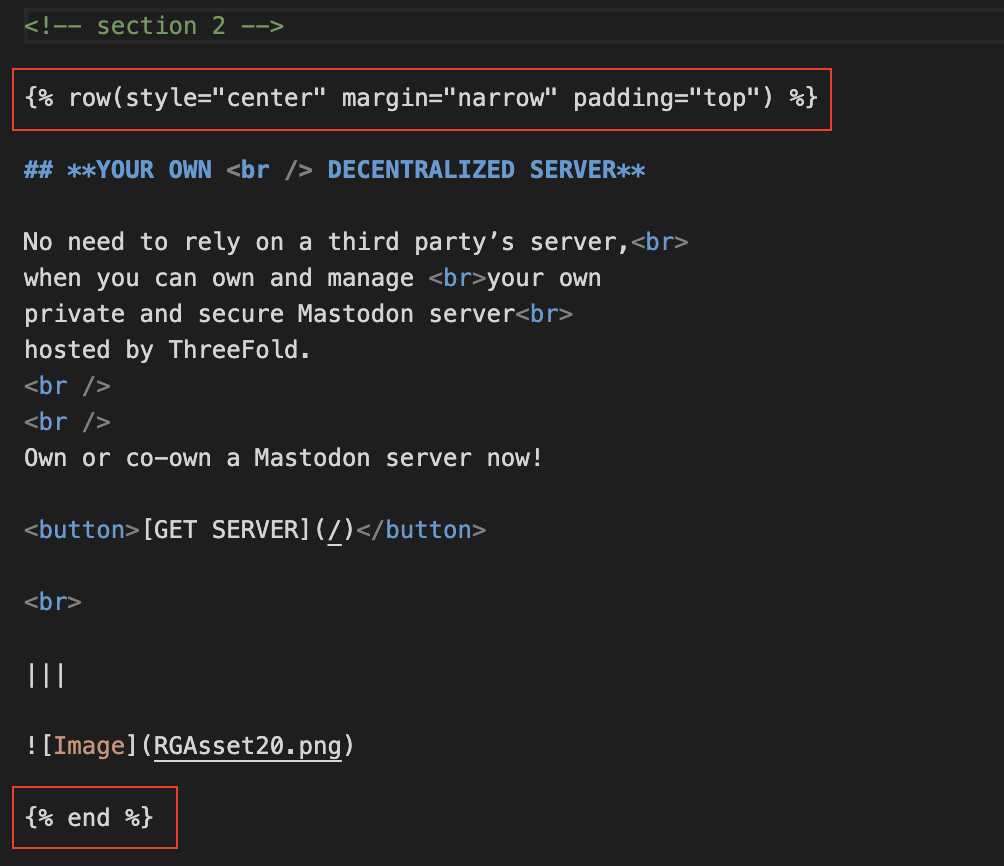 <!-- section 2 -->
{% row(style="center" margin="narrow" padding="top") %}
## **YOUR OWN <br /> DECENTRALIZED SERVER**
No need to rely on a third party’s server,<br>
when you can own and manage <br>your own
private and secure Mastodon server<br>
hosted by ThreeFold.
<br />
<br />
Own or co-own a Mastodon server now!
<button>[GET SERVER](/)</button>
<br>
|||
![Image](RGAsset20.png)
{% end %}